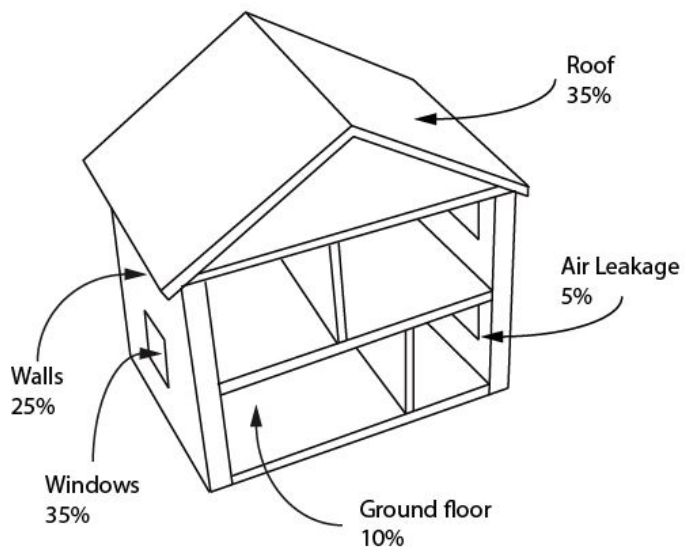 Roof
35%
Air Leakage
5%
Walls
25%
Windows
35%
Ground floor
10%